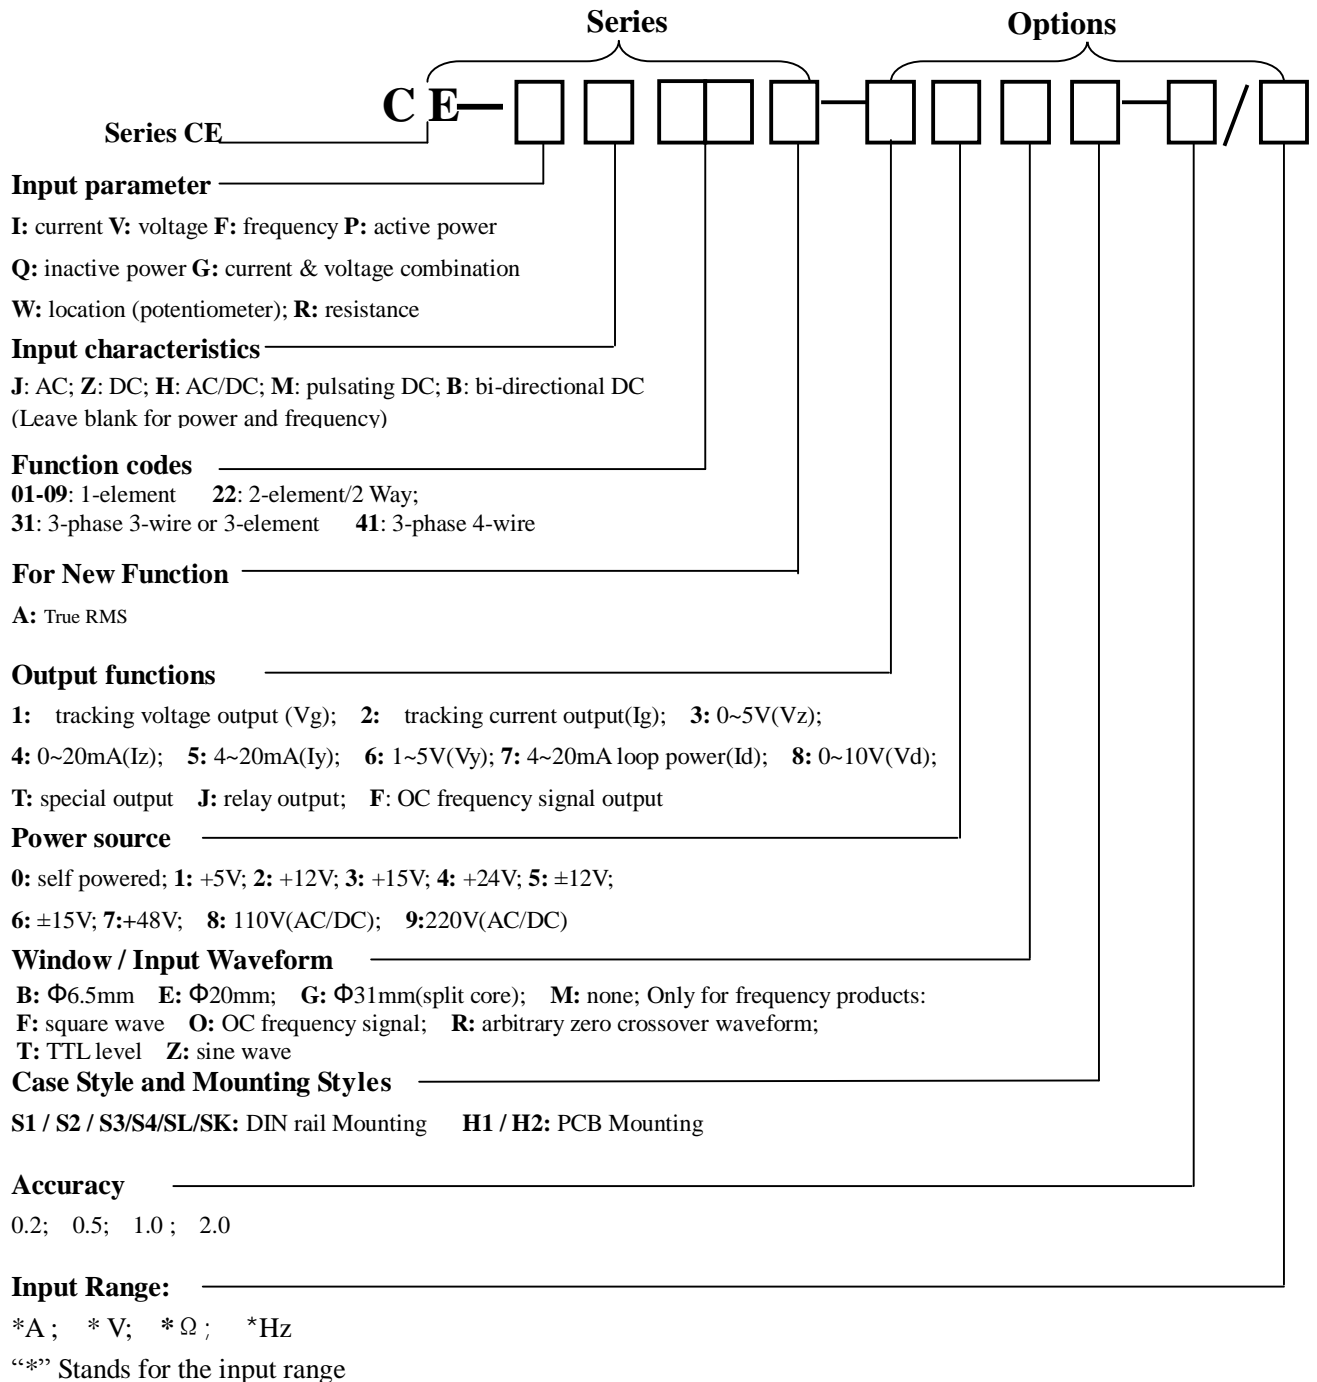 Series Options
C E — — — /
Series CE
Input parameter
I: current V: voltage F: frequency P: active power
Q: inactive power G: current & voltage combination
W: location (potentiometer); R: resistance
Input characteristics
J: AC; Z: DC; H: AC/DC; M: pulsating DC; B: bi-directional DC
(Leave blank for power and frequency)
Function codes
01-09: 1-element 22: 2-element/2 Way;
31: 3-phase 3-wire or 3-element 41: 3-phase 4-wire
For New Function
A: True RMS
Output functions
1: tracking voltage output (Vg); 2: tracking current output(Ig); 3: 0~5V(Vz);
4: 0~20mA(Iz); 5: 4~20mA(Iy); 6: 1~5V(Vy); 7: 4~20mA loop power(Id); 8: 0~10V(Vd);
T: special output J: relay output; F: OC frequency signal output
Power source
0: self powered; 1: +5V; 2: +12V; 3: +15V; 4: +24V; 5: ±12V;
6: ±15V; 7:+48V; 8: 110V(AC/DC); 9:220V(AC/DC)
Window / Input Waveform
B: Φ6.5mm E: Φ20mm; G: Φ31mm(split core); M: none; Only for frequency products:
F: square wave O: OC frequency signal; R: arbitrary zero crossover waveform;
T: TTL level Z: sine wave
Case Style and Mounting Styles
S1 / S2 / S3/S4/SL/SK: DIN rail Mounting H1 / H2: PCB Mounting
Accuracy
0.2; 0.5; 1.0 ; 2.0
Input Range:
*A ; * V; * Ω ; *Hz
“*” Stands for the input range